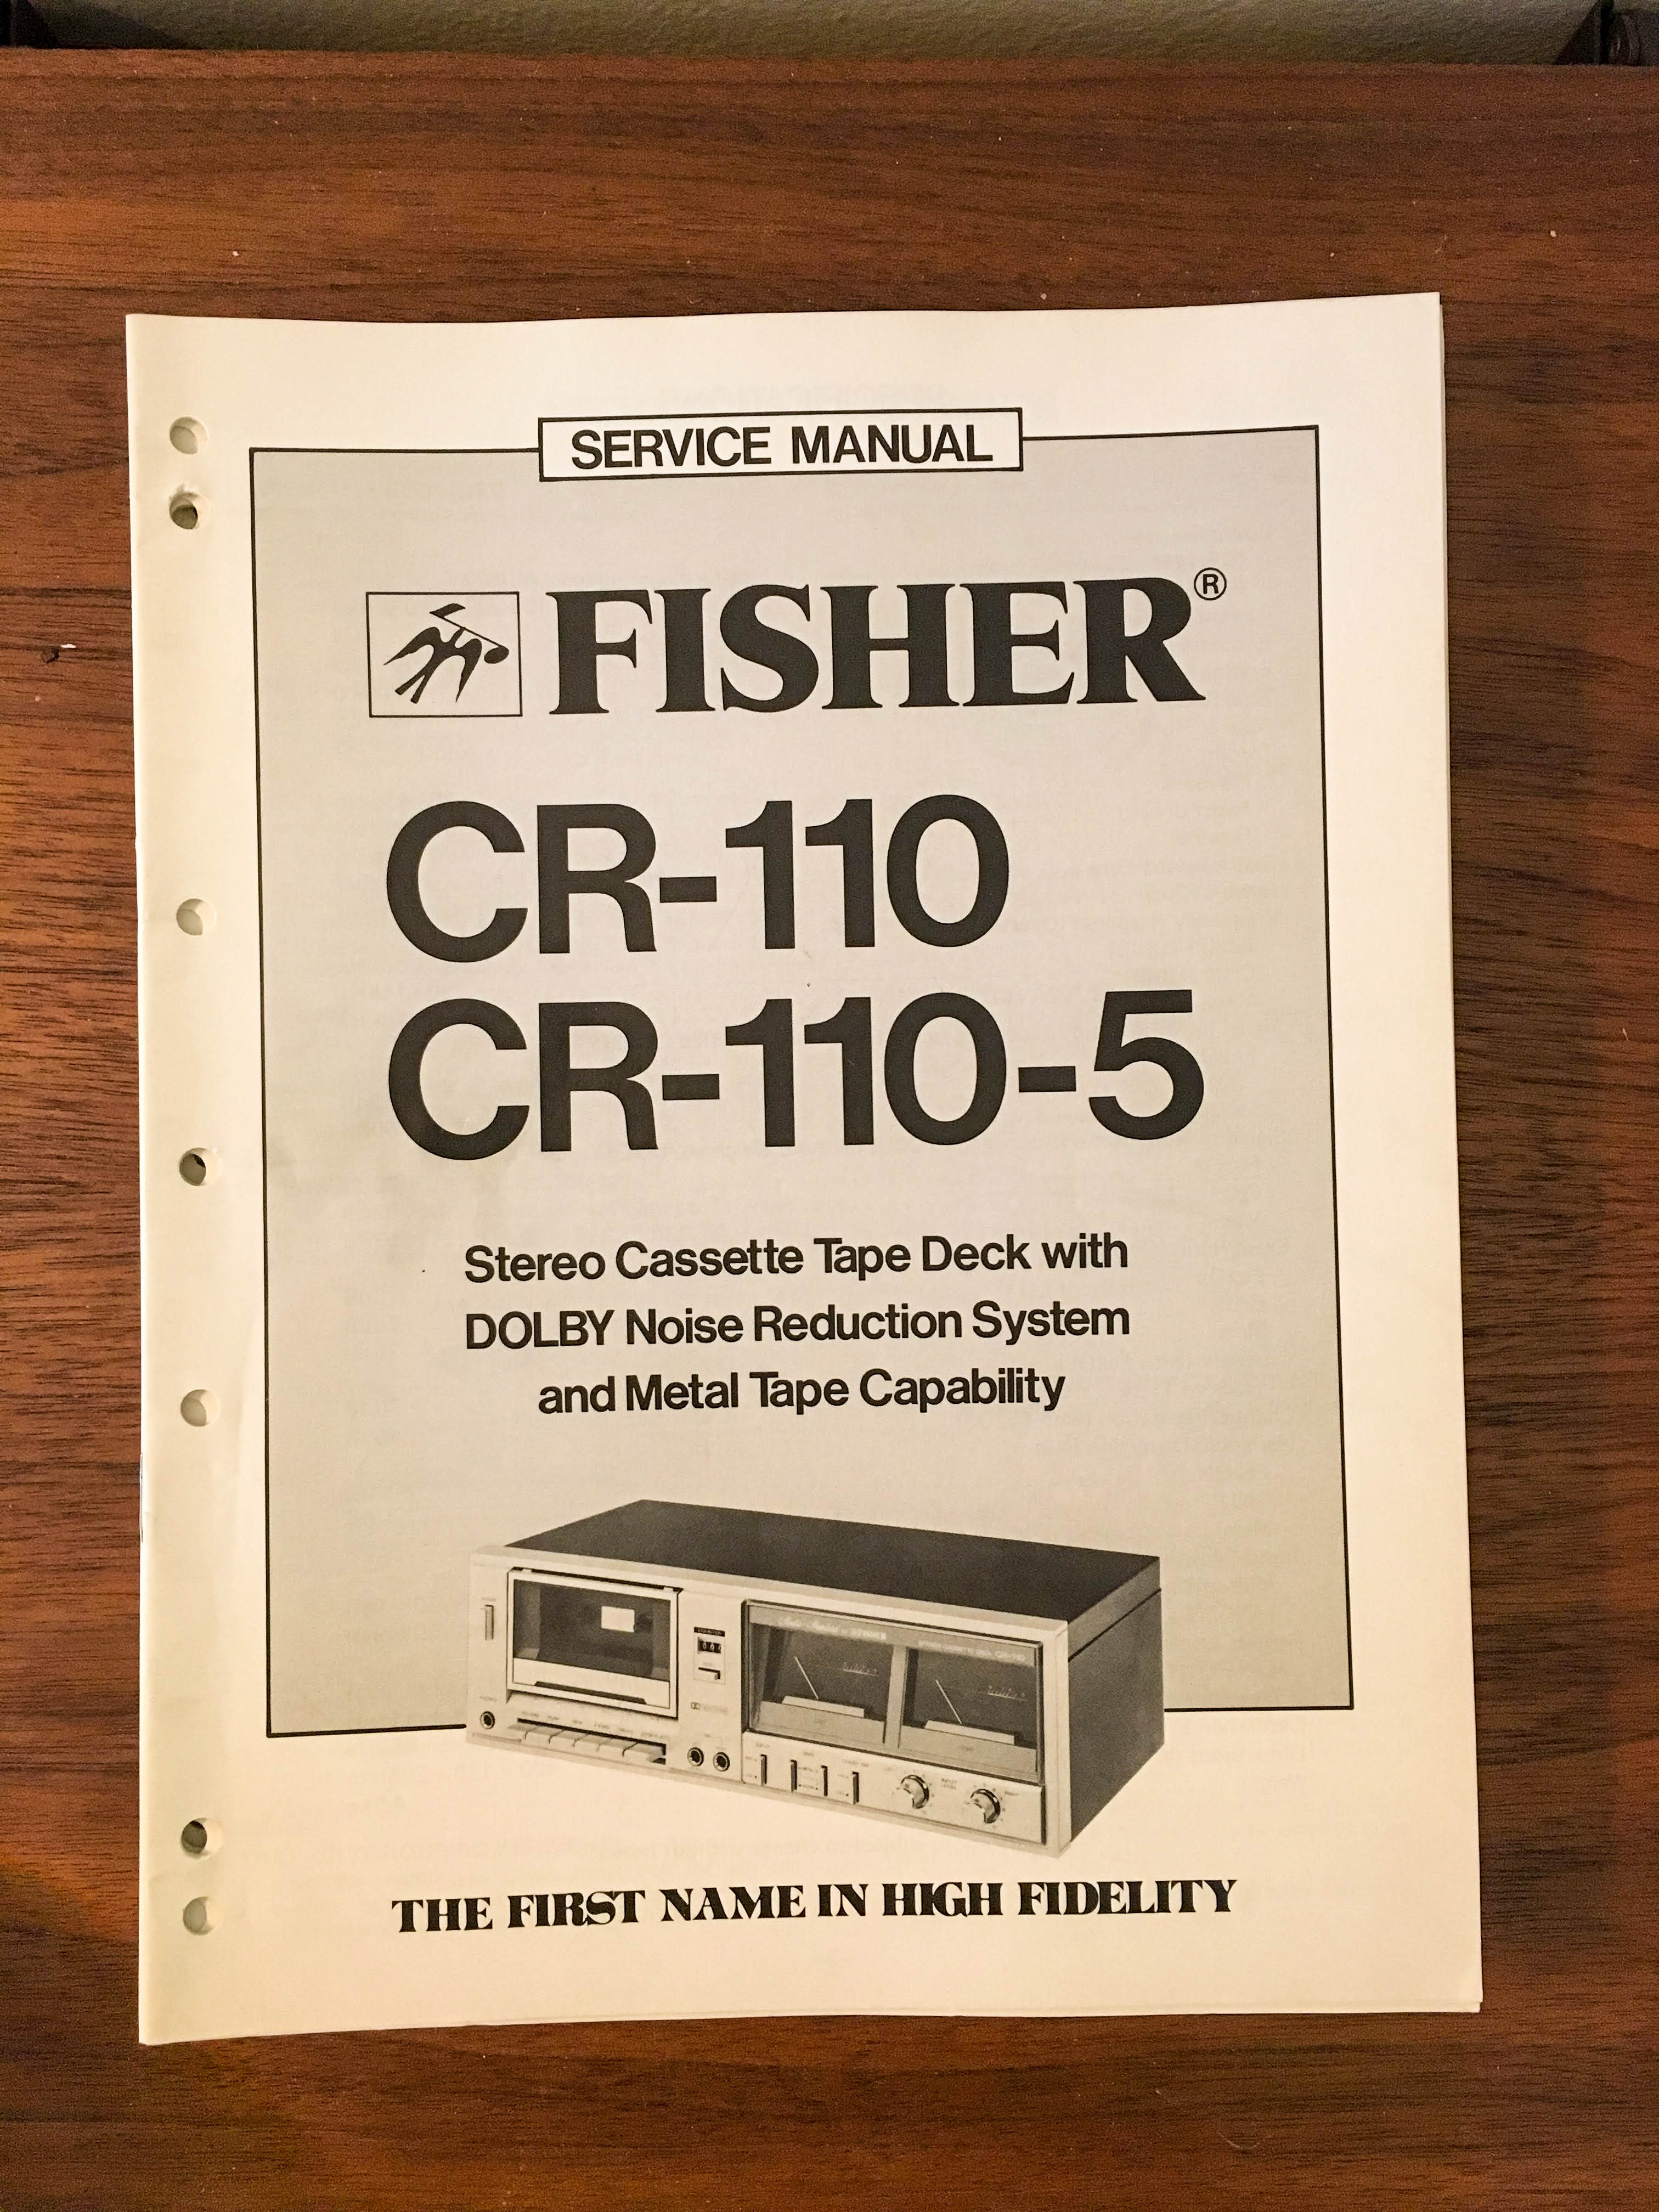 SERVICE MANUAL
FISHER®
CR-110
CR-110-5
Stereo Cassette Tape Deck with
DOLBY Noise Reduction System
and Metal Tape Capability
THE FIRST NAME IN HIGH FIDELITY